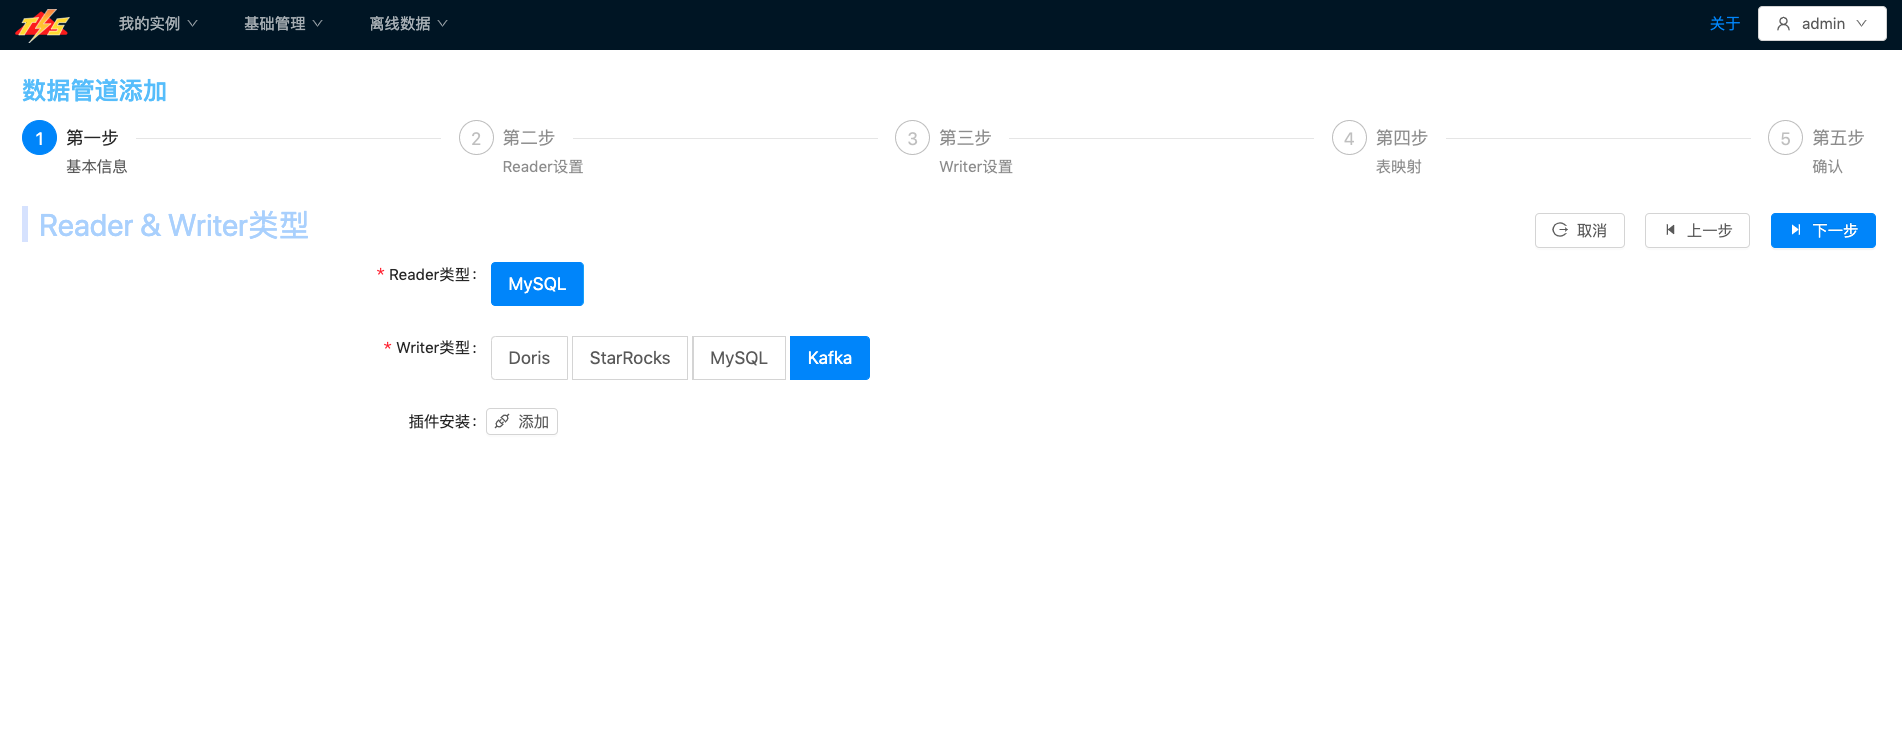 TIS 我的实例 基础管理 离线数据 关于 admin
数据管道添加
1 第一步 2 第二步 3 第三步 4 第四步 5 第五步
基本信息 Reader设置 Writer设置 表映射 确认
Reader & Writer类型 取消 上一步 下一步
* Reader类型: MySQL
* Writer类型: Doris StarRocks MySQL Kafka
插件安装: 添加